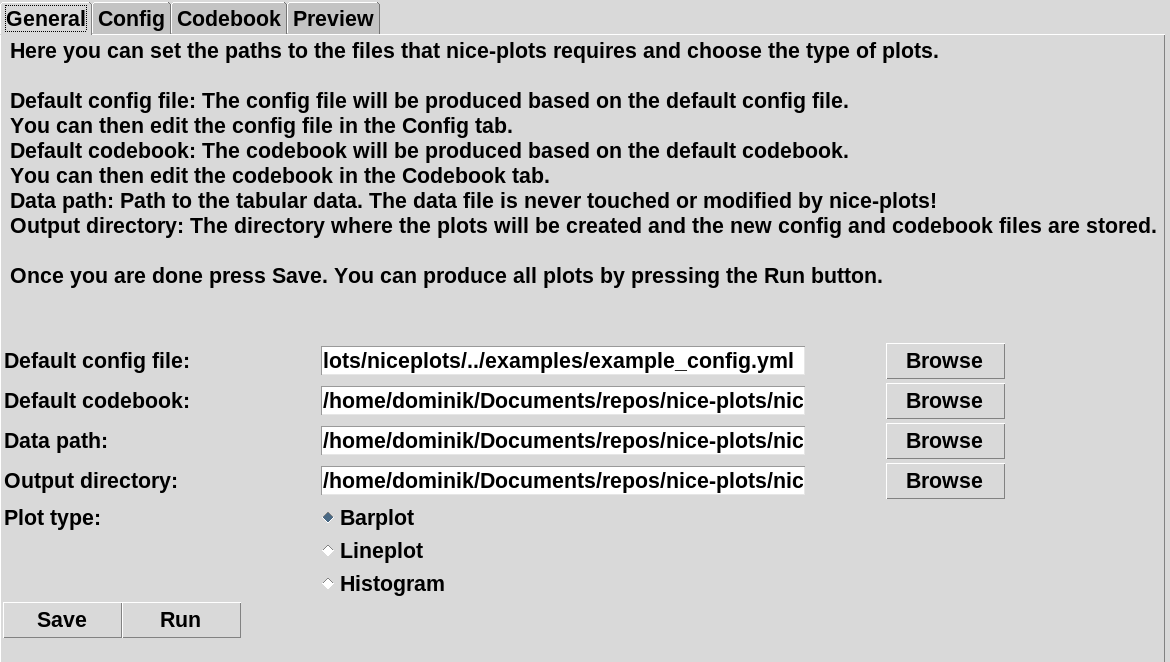 General Config Codebook Preview
Here you can set the paths to the files that nice-plots requires and choose the type of plots.
Default config file: The config file will be produced based on the default config file.
You can then edit the config file in the Config tab.
Default codebook: The codebook will be produced based on the default codebook.
You can then edit the codebook in the Codebook tab.
Data path: Path to the tabular data. The data file is never touched or modified by nice-plots!
Output directory: The directory where the plots will be created and the new config and codebook files are stored.
Once you are done press Save. You can produce all plots by pressing the Run button.
Default config file: lots/niceplots/../examples/example_config.yml Browse
Default codebook: /home/dominik/Documents/repos/nice-plots/nic Browse
Data path: /home/dominik/Documents/repos/nice-plots/nic Browse
Output directory: /home/dominik/Documents/repos/nice-plots/nic Browse
Plot type: Barplot
Lineplot
Histogram
Save Run